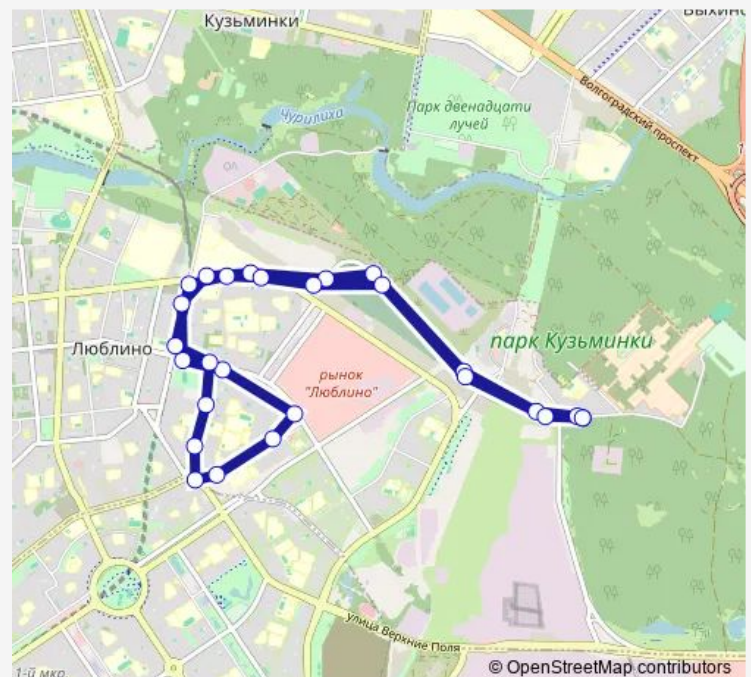 Кузьминки
Парк двенадцати
лучей
Чурилиха
Волгоградский проспект
Люблино
рынок
"Люблино"
парк Кузьминки
улица Верхние Поля
1-й мкр
© OpenStreetMap contributors